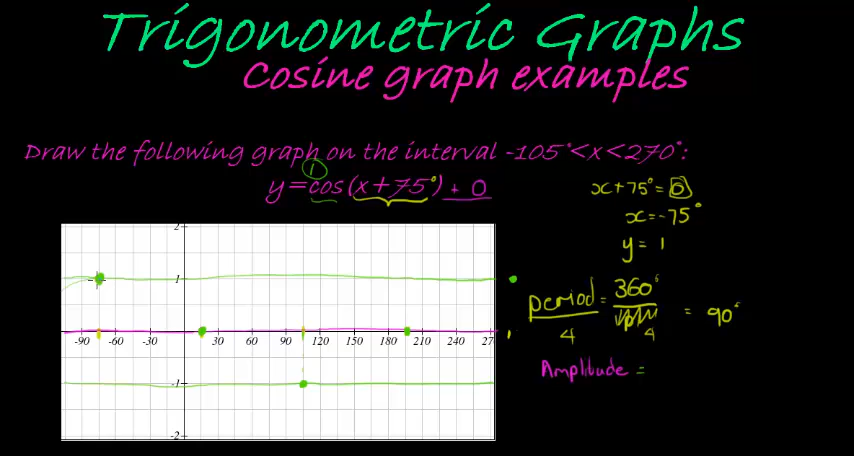 Trigonometric Graphs
Cosine graph examples
Draw the following graph on the interval -105°<x<270°:
1
y=cos(x+75°)+0
x+75°=0
x=-75°
y=1
period/4=360°/4=90°
Amplitude =
2
1
-1
-2
-90 -60 -30 30 60 90 120 150 180 210 240 27